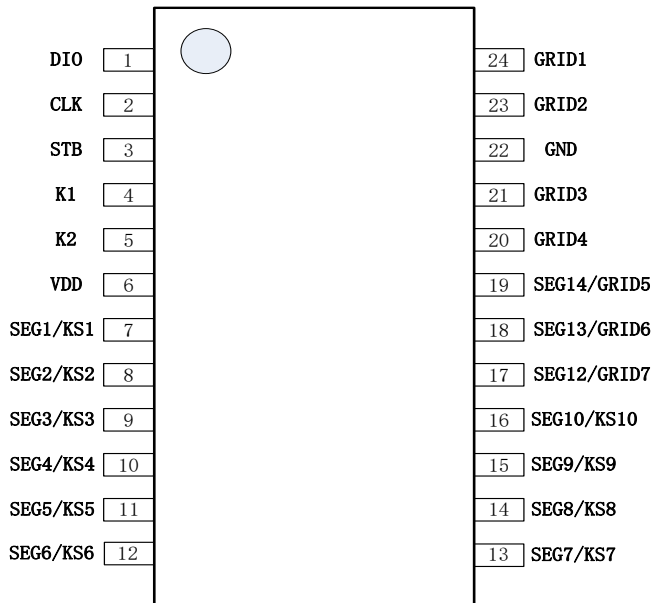 DIO 1 24 GRID1
CLK 2 23 GRID2
STB 3 22 GND
K1 4 21 GRID3
K2 5 20 GRID4
VDD 6 19 SEG14/GRID5
SEG1/KS1 7 18 SEG13/GRID6
SEG2/KS2 8 17 SEG12/GRID7
SEG3/KS3 9 16 SEG10/KS10
SEG4/KS4 10 15 SEG9/KS9
SEG5/KS5 11 14 SEG8/KS8
SEG6/KS6 12 13 SEG7/KS7